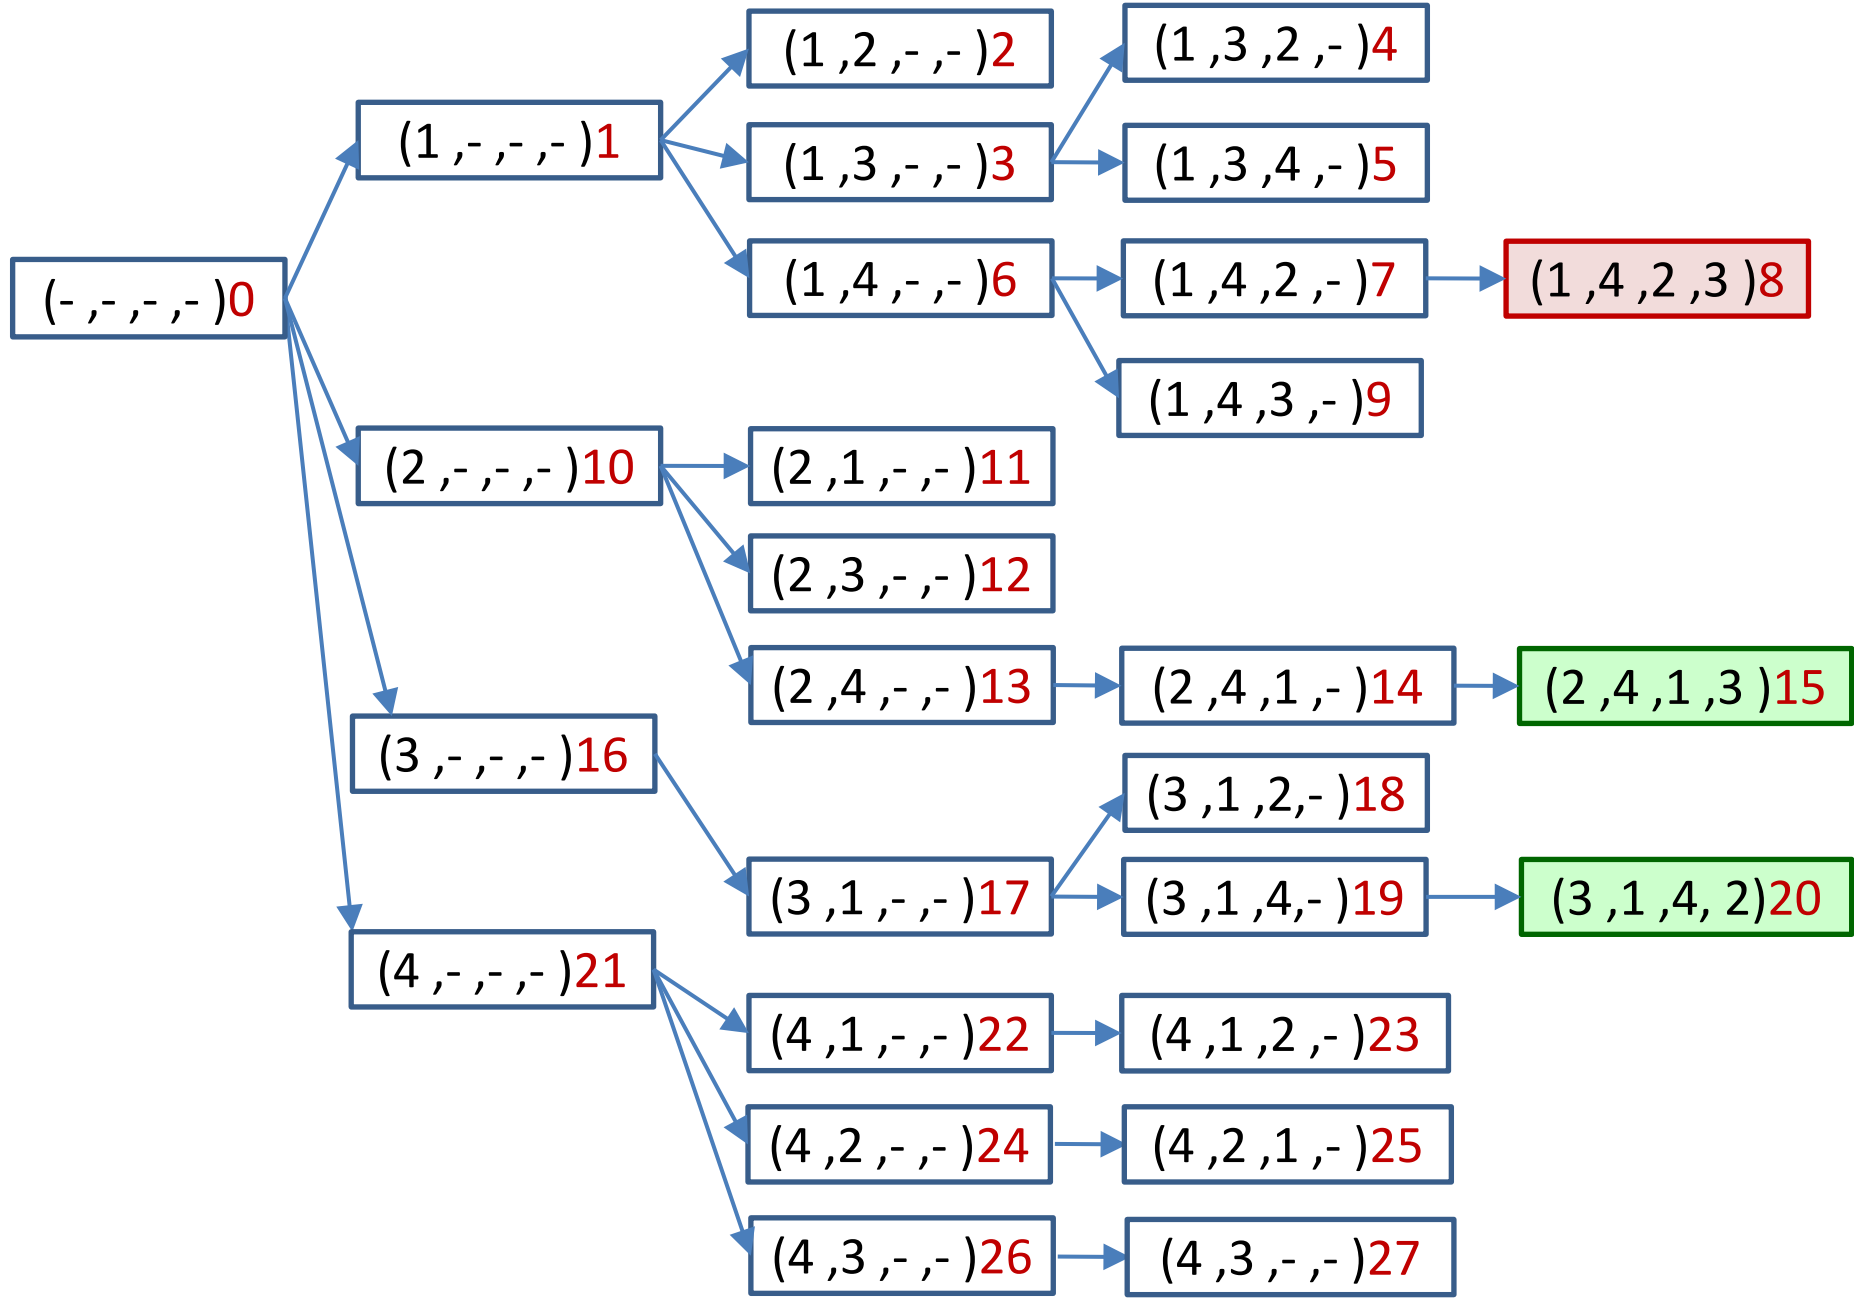 (- ,- ,- ,- )0
(1 ,- ,- ,- )1
(1 ,2 ,- ,- )2
(1 ,3 ,- ,- )3
(1 ,3 ,2 ,- )4
(1 ,3 ,4 ,- )5
(1 ,4 ,- ,- )6
(1 ,4 ,2 ,- )7
(1 ,4 ,2 ,3 )8
(1 ,4 ,3 ,- )9
(2 ,- ,- ,- )10
(2 ,1 ,- ,- )11
(2 ,3 ,- ,- )12
(2 ,4 ,- ,- )13
(2 ,4 ,1 ,- )14
(2 ,4 ,1 ,3 )15
(3 ,- ,- ,- )16
(3 ,1 ,- ,- )17
(3 ,1 ,2,- )18
(3 ,1 ,4,- )19
(3 ,1 ,4, 2)20
(4 ,- ,- ,- )21
(4 ,1 ,- ,- )22
(4 ,1 ,2 ,- )23
(4 ,2 ,- ,- )24
(4 ,2 ,1 ,- )25
(4 ,3 ,- ,- )26
(4 ,3 ,- ,- )27